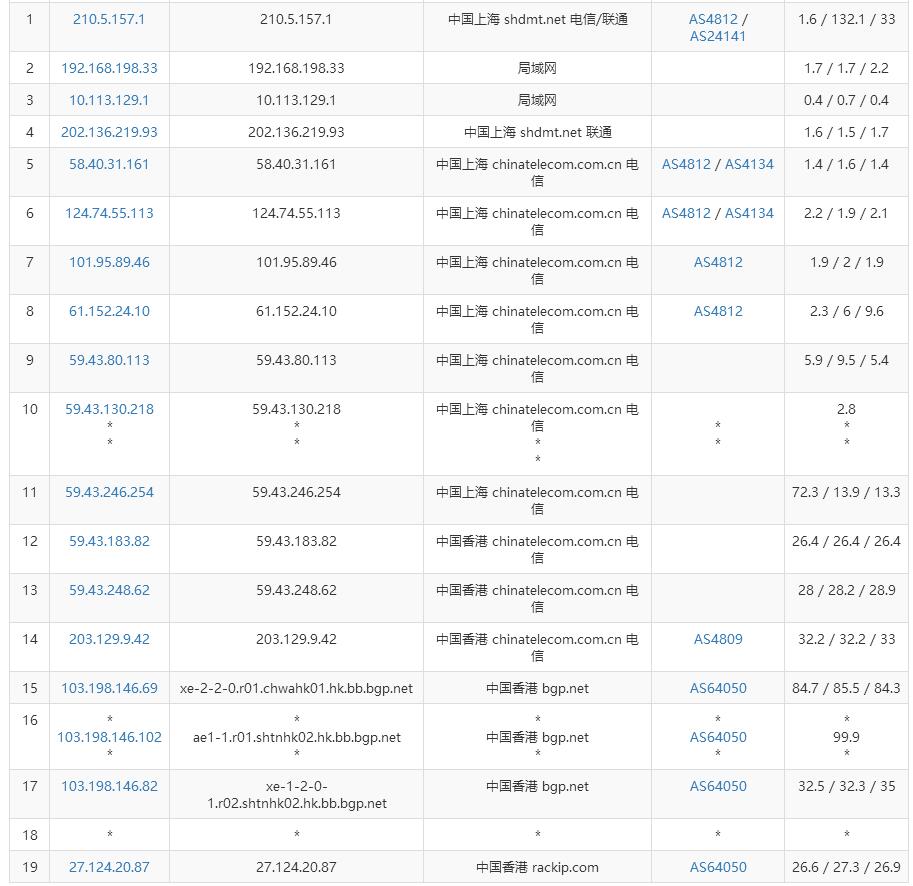 1 210.5.157.1 210.5.157.1 中国上海 shdmt.net 电信/联通 AS4812 / 1.6 / 132.1 / 33
AS24141
2 192.168.198.33 192.168.198.33 局域网 1.7 / 1.7 / 2.2
3 10.113.129.1 10.113.129.1 局域网 0.4 / 0.7 / 0.4
4 202.136.219.93 202.136.219.93 中国上海 shdmt.net 联通 1.6 / 1.5 / 1.7
5 58.40.31.161 58.40.31.161 中国上海 chinatelecom.com.cn 电 AS4812 / AS4134 1.4 / 1.6 / 1.4
信
6 124.74.55.113 124.74.55.113 中国上海 chinatelecom.com.cn 电 AS4812 / AS4134 2.2 / 1.9 / 2.1
信
7 101.95.89.46 101.95.89.46 中国上海 chinatelecom.com.cn 电 AS4812 1.9 / 2 / 1.9
信
8 61.152.24.10 61.152.24.10 中国上海 chinatelecom.com.cn 电 AS4812 2.3 / 6 / 9.6
信
9 59.43.80.113 59.43.80.113 中国上海 chinatelecom.com.cn 电 5.9 / 9.5 / 5.4
信
10 59.43.130.218 59.43.130.218 中国上海 chinatelecom.com.cn 电 2.8
* * 信 * *
* * * * *
*
11 59.43.246.254 59.43.246.254 中国上海 chinatelecom.com.cn 电 72.3 / 13.9 / 13.3
信
12 59.43.183.82 59.43.183.82 中国香港 chinatelecom.com.cn 电 26.4 / 26.4 / 26.4
信
13 59.43.248.62 59.43.248.62 中国香港 chinatelecom.com.cn 电 28 / 28.2 / 28.9
信
14 203.129.9.42 203.129.9.42 中国香港 chinatelecom.com.cn 电 AS4809 32.2 / 32.2 / 33
信
15 103.198.146.69 xe-2-2-0.r01.chwahk01.hk.bb.bgp.net 中国香港 bgp.net AS64050 84.7 / 85.5 / 84.3
16 * * * * *
103.198.146.102 ae1-1.r01.shtnhk02.hk.bb.bgp.net 中国香港 bgp.net AS64050 99.9
* * * * *
17 103.198.146.82 xe-1-2-0- 中国香港 bgp.net AS64050 32.5 / 32.3 / 35
1.r02.shtnhk02.hk.bb.bgp.net
18 * * * * *
19 27.124.20.87 27.124.20.87 中国香港 rackip.com AS64050 26.6 / 27.3 / 26.9